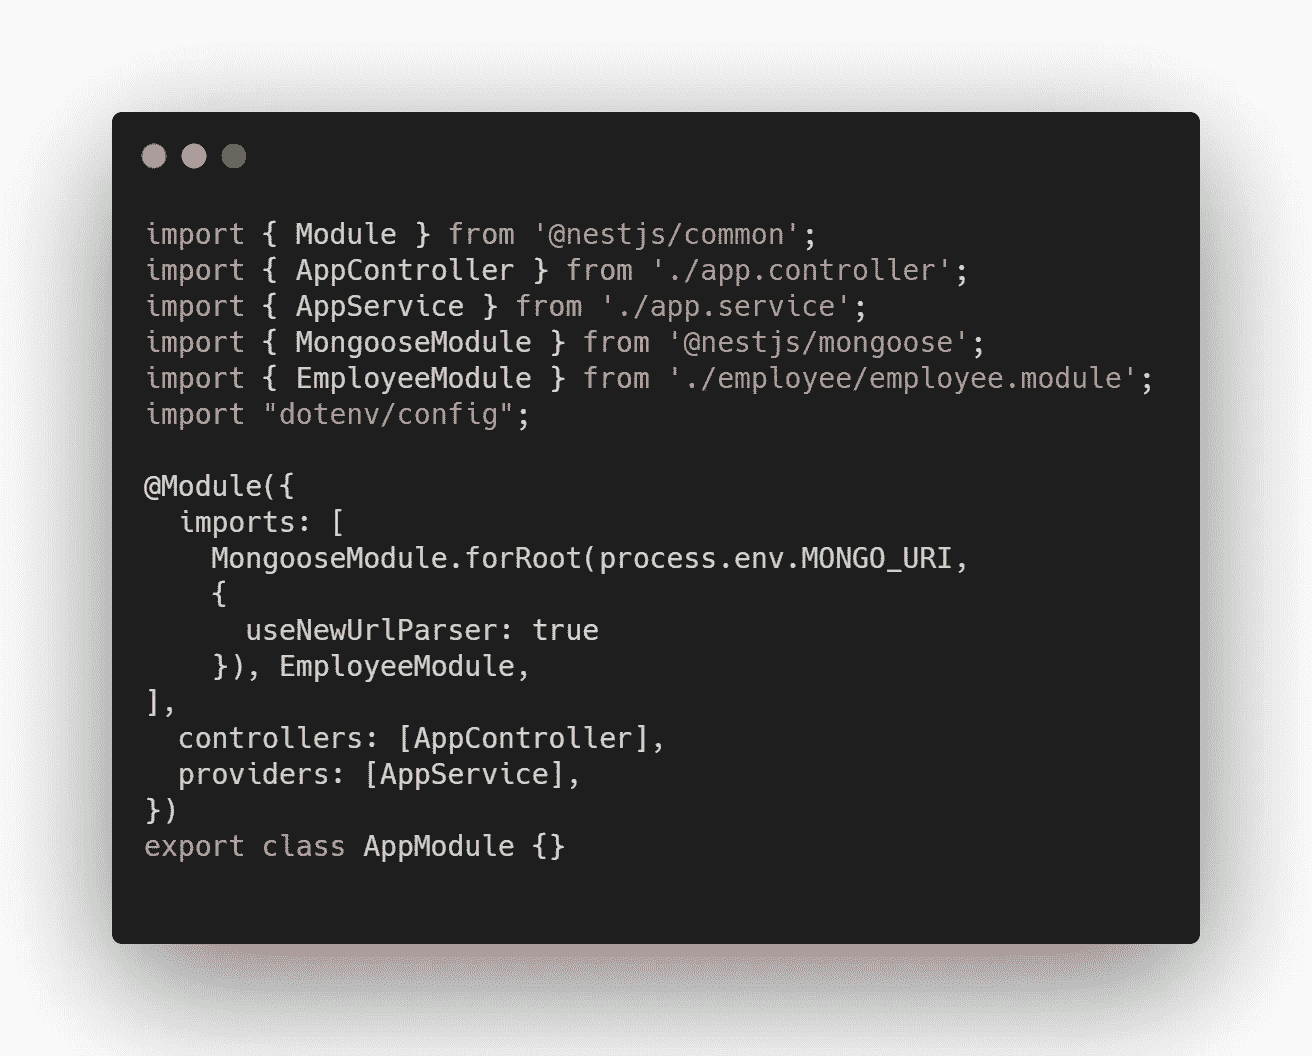 import { Module } from '@nestjs/common';
import { AppController } from './app.controller';
import { AppService } from './app.service';
import { MongooseModule } from '@nestjs/mongoose';
import { EmployeeModule } from './employee/employee.module';
import "dotenv/config";

@Module({
  imports: [
    MongooseModule.forRoot(process.env.MONGO_URI,
    {
      useNewUrlParser: true
    }), EmployeeModule,
],
  controllers: [AppController],
  providers: [AppService],
})
export class AppModule {}